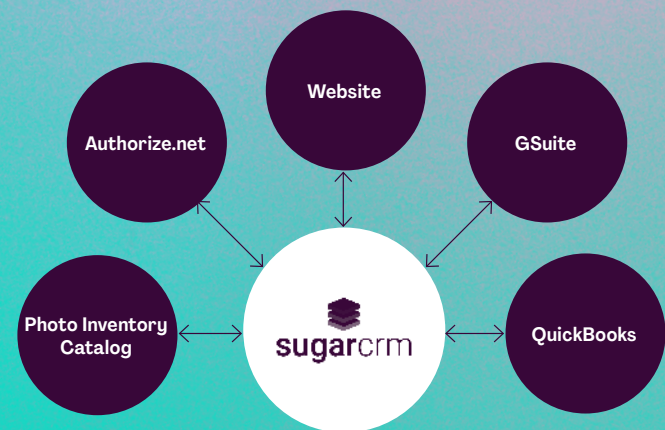 Website
Authorize.net
GSuite
Photo Inventory
Catalog
sugarcrm
QuickBooks